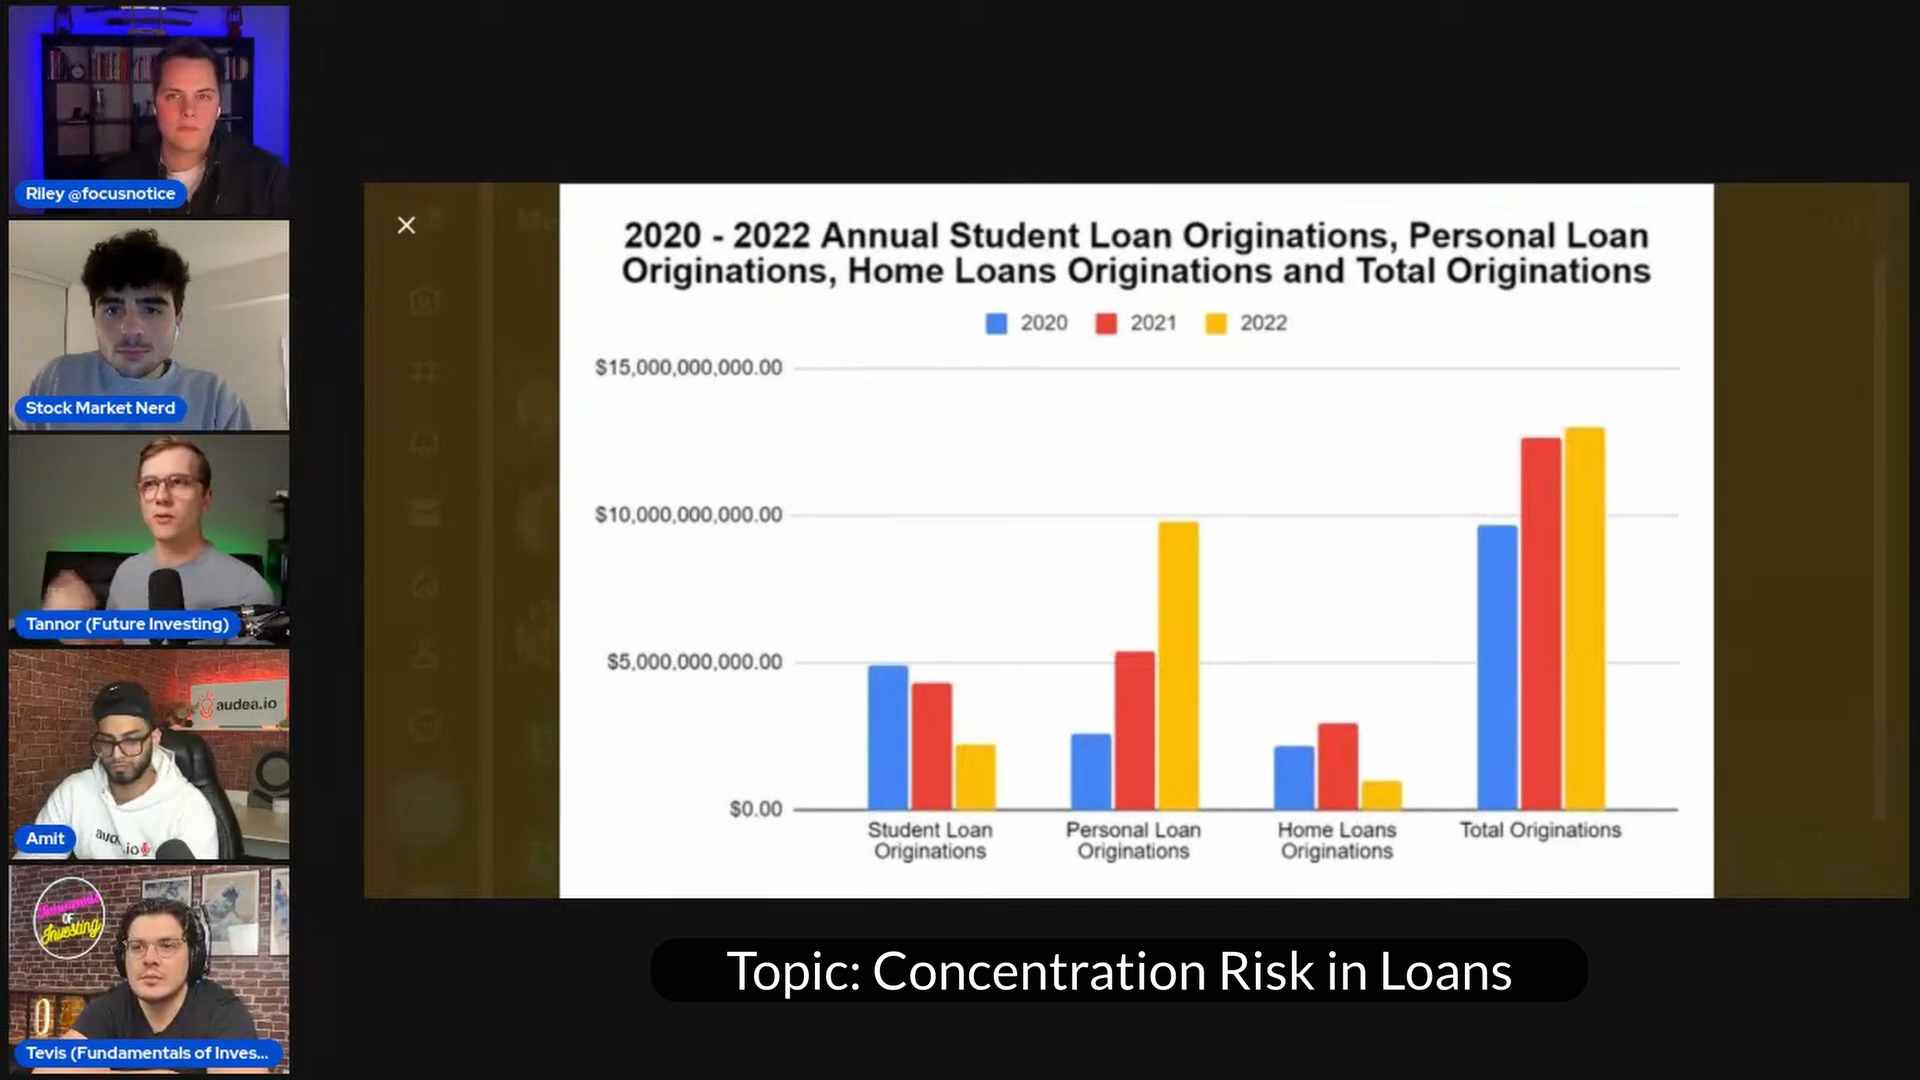 Riley @focusnotice
Stock Market Nerd
Tannor (Future Investing)
audea.io
Amit
OF
Investing
Tevis (Fundamentals of Inves...
2020 - 2022 Annual Student Loan Originations, Personal Loan
Originations, Home Loans Originations and Total Originations
2020
2021
2022
$15,000,000,000.00
$10,000,000,000.00
$5,000,000,000.00
$0.00
Student Loan
Originations
Personal Loan
Originations
Home Loans
Originations
Total Originations
Topic: Concentration Risk in Loans